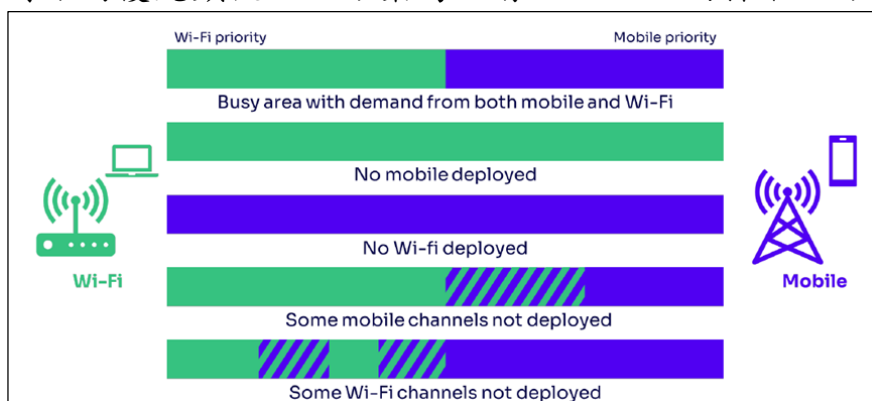 Wi-Fi priority
Mobile priority
Busy area with demand from both mobile and Wi-Fi
No mobile deployed
No Wi-fi deployed
Wi-Fi
Mobile
Some mobile channels not deployed
Some Wi-Fi channels not deployed